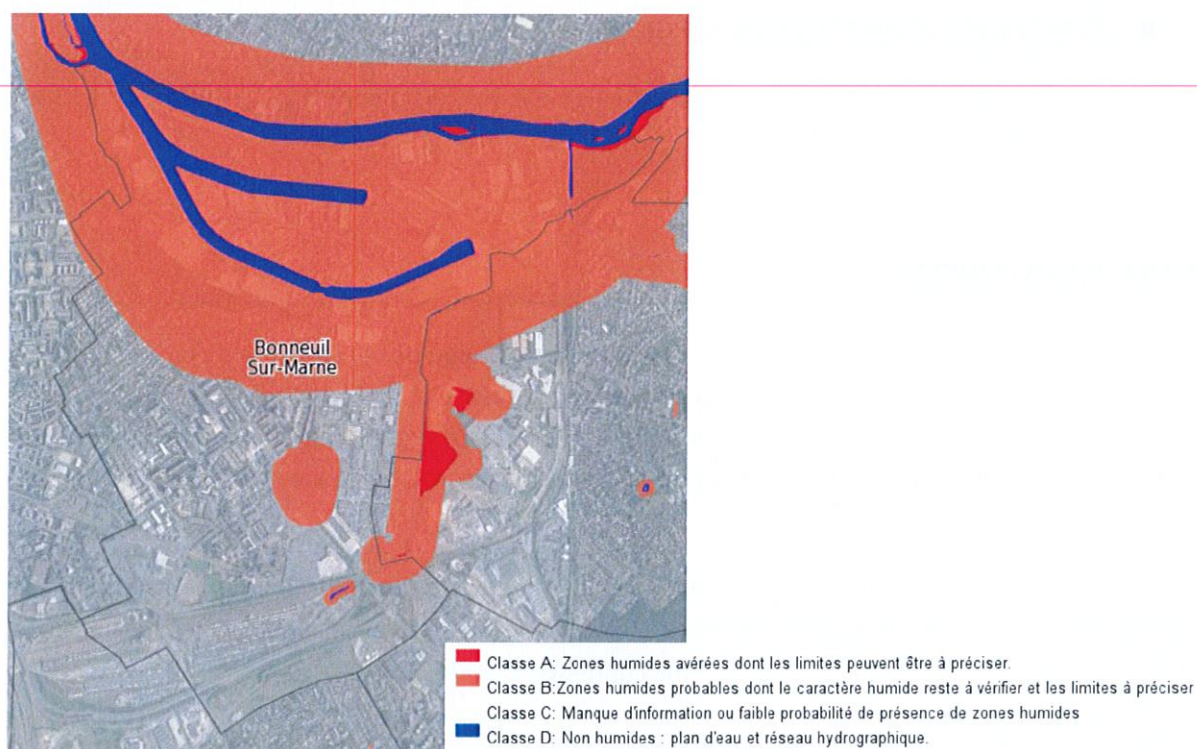 Bonneuil
Sur-Marne
Classe A: Zones humides avérées dont les limites peuvent être à préciser.
Classe B:Zones humides probables dont le caractère humide reste à vérifier et les limites à préciser
Classe C: Manque d'information ou faible probabilité de présence de zones humides
Classe D: Non humides : plan d'eau et réseau hydrographique.